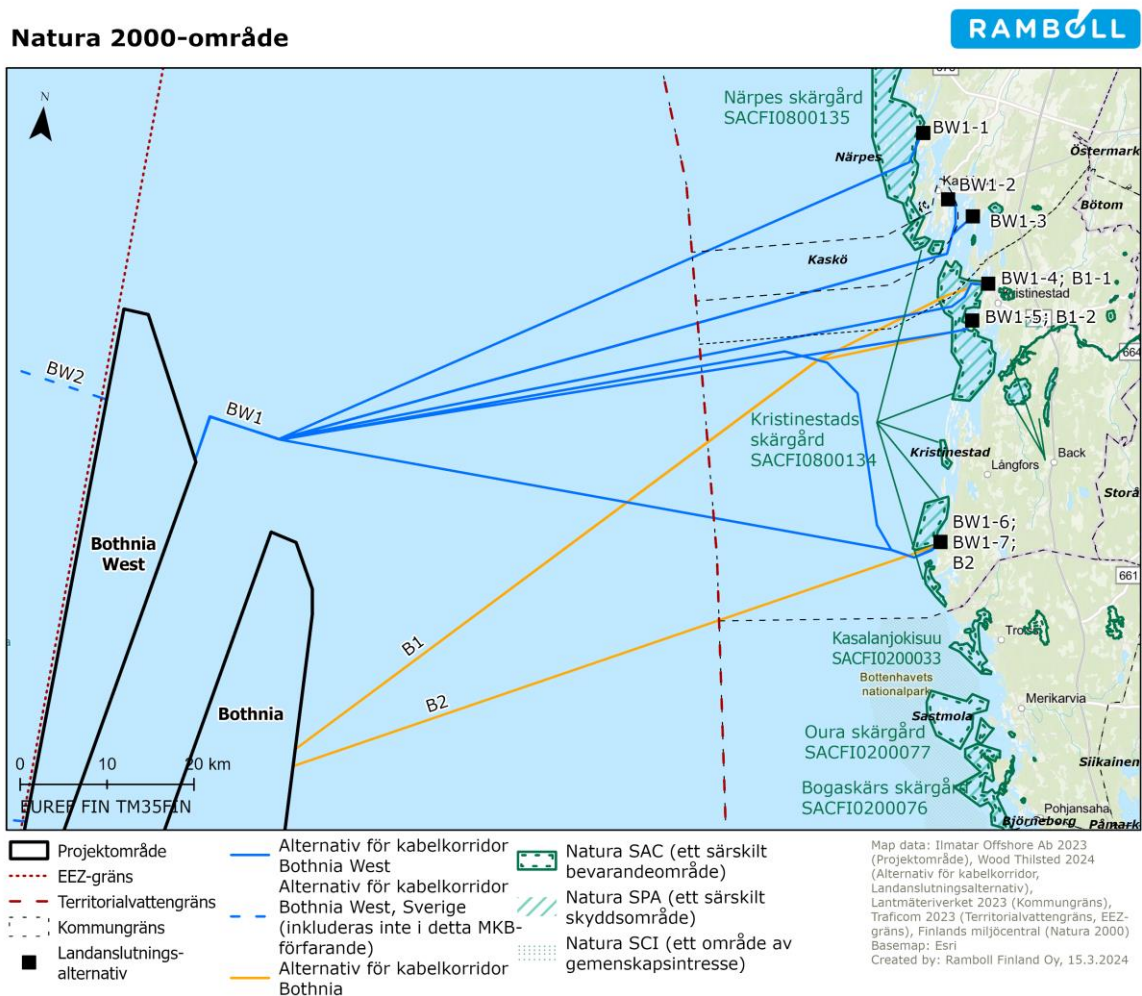 Natura 2000-område
RAMBOLL
N
Närpes skärgård
SACFI0800135
BW1-1
Närpes
Östermark
BW1-2
Bötom
BW1-3
Kaskö
BW1-4; B1-1
Kristinestad
BW1-5; B1-2
664
BW2
BW1
Kristinestads
skärgård
SACFI0800134
Kristinestad
Långfors
Back
Storå
Bothnia
West
BW1-6;
BW1-7;
B2
661
B1
Kasalanjokisuu
SACFI0200033
Bottenhavets
nationalpark
B2
Bothnia
Merikarvia
Sastmola
Oura skärgård
SACFI0200077
Siikainen
0 10 20 km
EUREF FIN TM35FIN
Bogaskärs skärgård
SACFI0200076
Pohjansaha
Björneborg
Påmark
Projektområde
EEZ-gräns
Territorialvattengräns
Kommungräns
Landanslutnings-
alternativ
Alternativ för kabelkorridor
Bothnia West
Alternativ för kabelkorridor
Bothnia West, Sverige
(inkluderas inte i detta MKB-
förfarande)
Alternativ för kabelkorridor
Bothnia
Natura SAC (ett särskilt
bevarandeområde)
Natura SPA (ett särskilt
skyddsområde)
Natura SCI (ett område av
gemenskapsintresse)
Map data: Ilmatar Offshore Ab 2023
(Projektområde), Wood Thilsted 2024
(Alternativ för kabelkorridor,
Landanslutningsalternativ),
Lantmäteriverket 2023 (Kommungräns),
Traficom 2023 (Territorialvattengräns, EEZ-
gräns), Finlands miljöcentral (Natura 2000)
Basemap: Esri
Created by: Ramboll Finland Oy, 15.3.2024